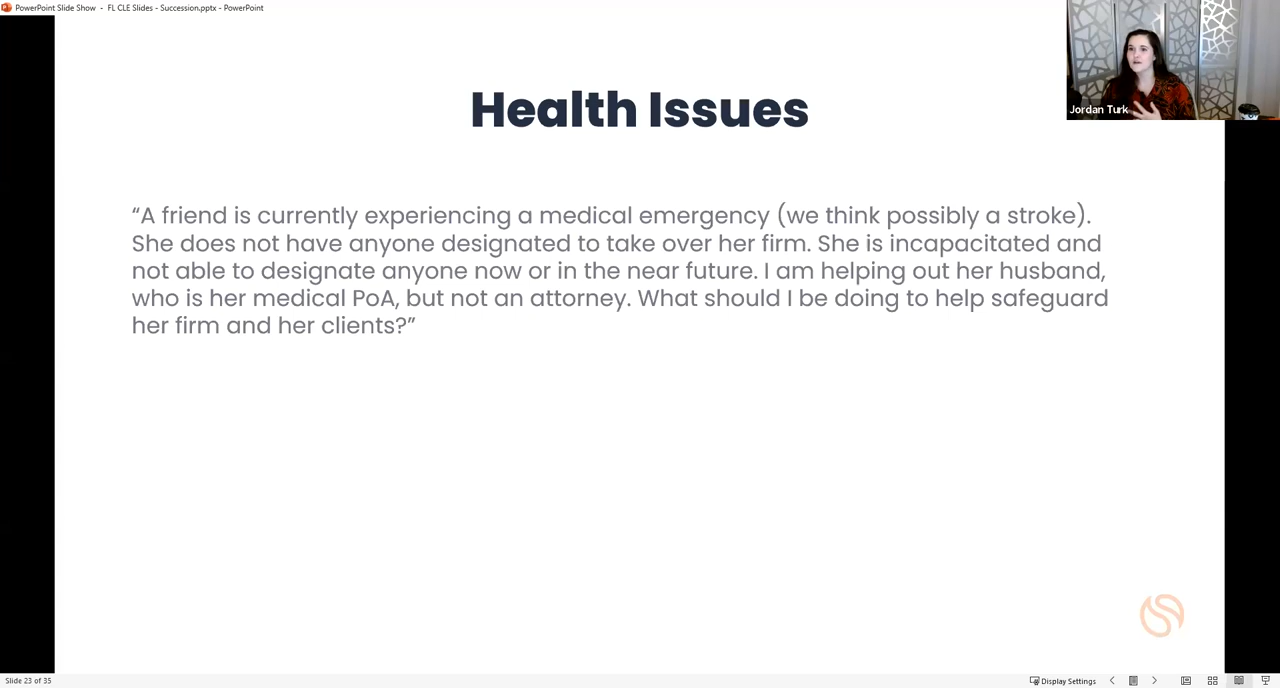 PowerPoint Slide Show - FL CLE Slides - Succession.pptx - PowerPoint
Jordan Turk
Health Issues
“A friend is currently experiencing a medical emergency (we think possibly a stroke).
She does not have anyone designated to take over her firm. She is incapacitated and
not able to designate anyone now or in the near future. I am helping out her husband,
who is her medical PoA, but not an attorney. What should I be doing to help safeguard
her firm and her clients?”
Slide 23 of 35
Display Settings